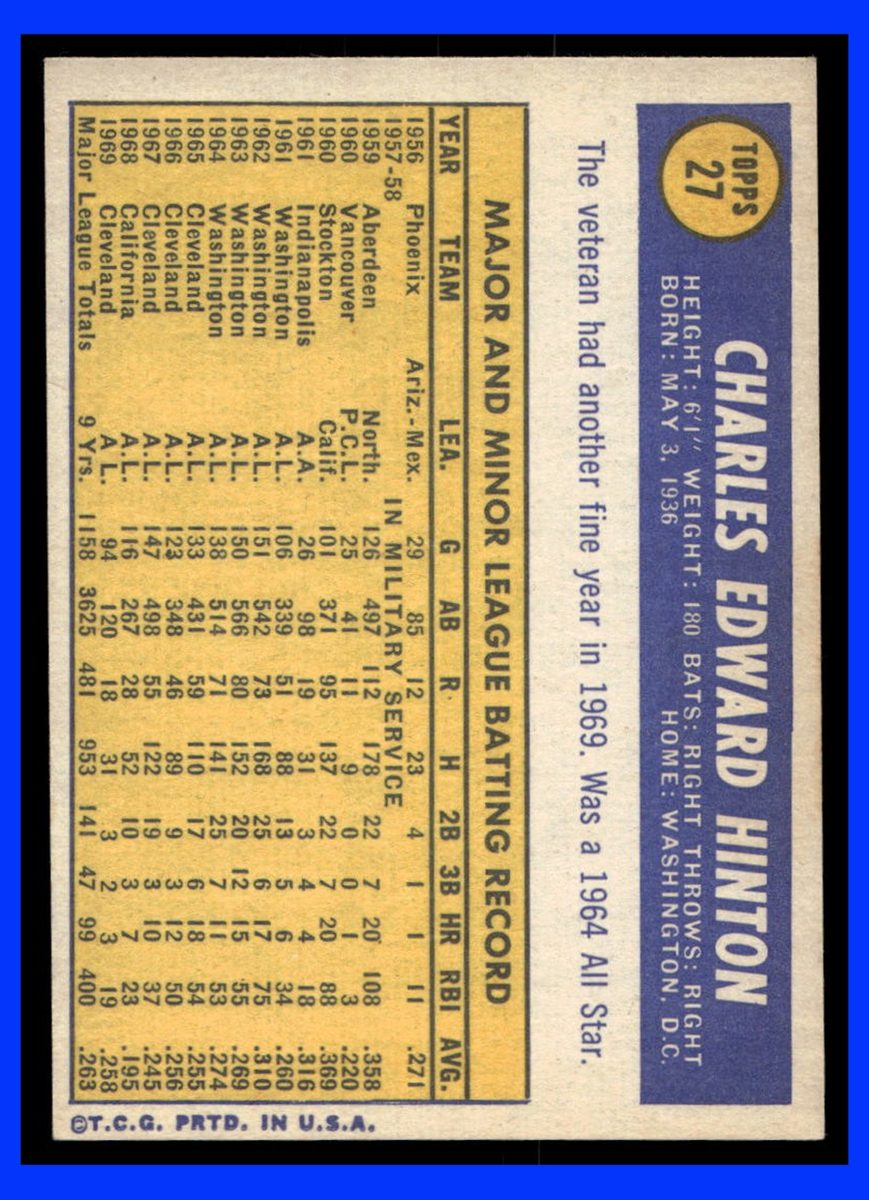 TOPPS
27
CHARLES EDWARD HINTON
HEIGHT: 6'1" WEIGHT: 180 BATS: RIGHT THROWS: RIGHT
BORN: MAY 3, 1936 HOME: WASHINGTON, D.C.
The veteran had another fine year in 1969. Was a 1964 All Star.
MAJOR AND MINOR LEAGUE BATTING RECORD
YEAR TEAM LEA. G AB R H 2B 3B HR RBI AVG.
1956 Phoenix Ariz.-Mex. 29 85 12 23 4 1 1 11 .271
1957-58 IN MILITARY SERVICE
1959 Aberdeen North. 126 497 112 178 22 7 20 108 .358
1960 Vancouver P.C.L. 25 41 11 9 0 0 1 3 .220
1960 Stockton Calif. 101 371 95 137 22 7 20 88 .369
1961 Indianapolis A.A. 26 98 19 31 3 4 4 18 .316
1961 Washington A.L. 106 339 51 88 13 5 6 34 .260
1962 Washington A.L. 151 542 73 168 25 6 17 75 .310
1963 Washington A.L. 150 566 80 152 20 12 15 55 .269
1964 Washington A.L. 138 514 71 141 25 7 11 53 .274
1965 Cleveland A.L. 133 431 59 110 17 6 18 54 .255
1966 Cleveland A.L. 123 348 46 89 9 3 12 50 .256
1967 Cleveland A.L. 147 498 55 122 19 3 10 37 .245
1968 California A.L. 116 267 28 52 10 3 7 23 .195
1969 Cleveland A.L. 94 120 18 31 3 2 3 19 .258
Major League Totals 9 Yrs. 1158 3625 481 953 141 47 99 400 .263
©T.C.G. PRTD. IN U.S.A.